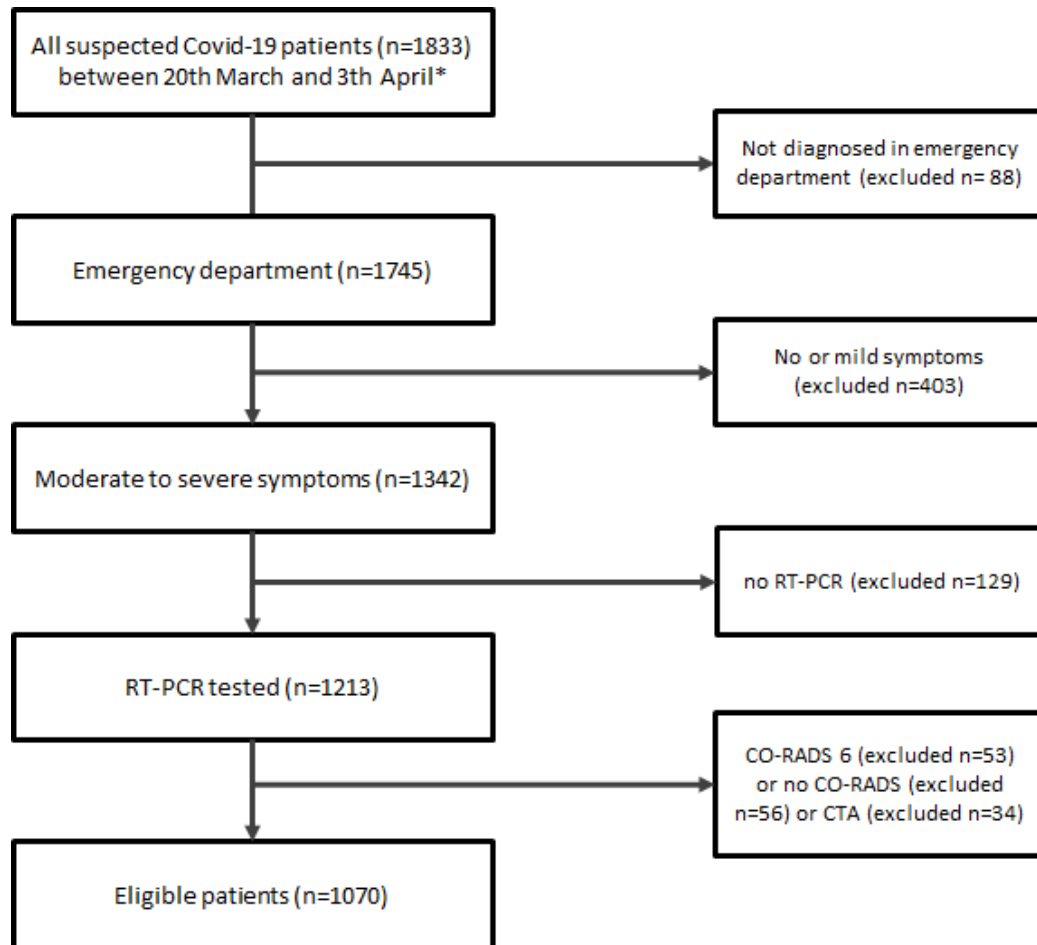 All suspected Covid-19 patients (n=1833)
between 20th March and 3th April*
Not diagnosed in emergency
department (excluded n= 88)
Emergency department (n=1745)
No or mild symptoms
(excluded n=403)
Moderate to severe symptoms (n=1342)
no RT-PCR (excluded n=129)
RT-PCR tested (n=1213)
CO-RADS 6 (excluded n=53)
or no CO-RADS (excluded
n=56) or CTA (excluded n=34)
Eligible patients (n=1070)